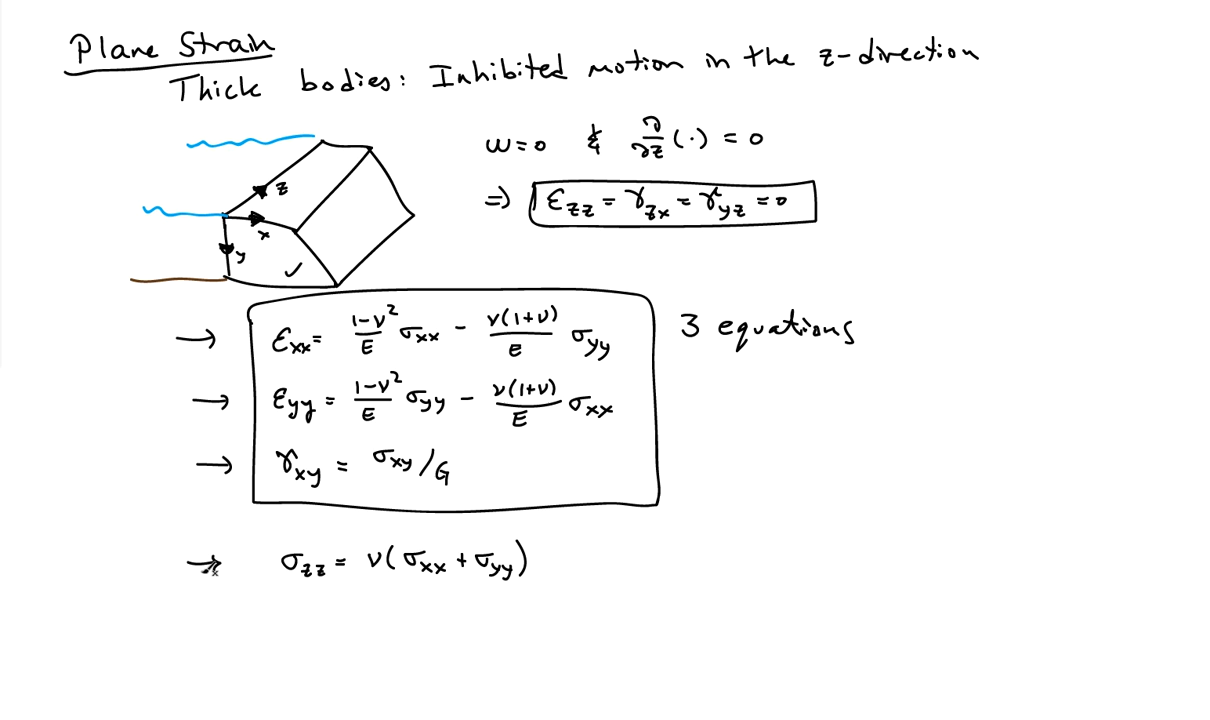 Plane Strain
Thick bodies: Inhibited motion in the z-direction
w=0 & ∂/∂z (·) = 0
⇒ εzz = γzx = γyz = 0
z
x
y ✓
→ εxx = (1-ν²)/E σxx - ν(1+ν)/E σyy 3 equations
→ εyy = (1-ν²)/E σyy - ν(1+ν)/E σxx
→ γxy = σxy/G
→ σzz = ν(σxx + σyy)